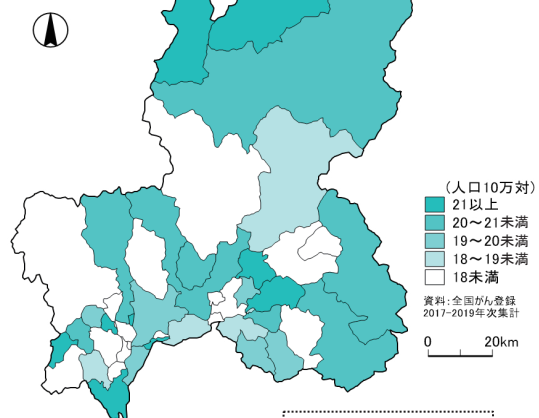 (人口10万対)
21以上
20〜21未満
19〜20未満
18〜19未満
18未満
資料:全国がん登録
2017-2019年次集計
0 20km